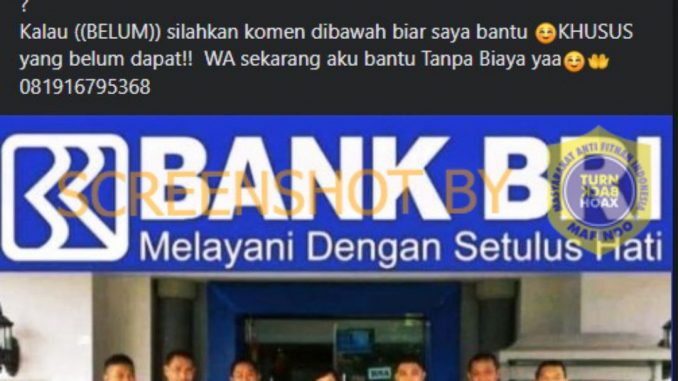 ?
Kalau ((BELUM)) silahkan komen dibawah biar saya bantu 😊KHUSUS
yang belum dapat!! WA sekarang aku bantu Tanpa Biaya yaa😊🤲
081916795368
BANK BRI
SCREENSHOT BY
MASYARAKAT ANTI FITNAH INDONESIA
TURN
BACK
HOAX
MAFINDO
Melayani Dengan Setulus Hati